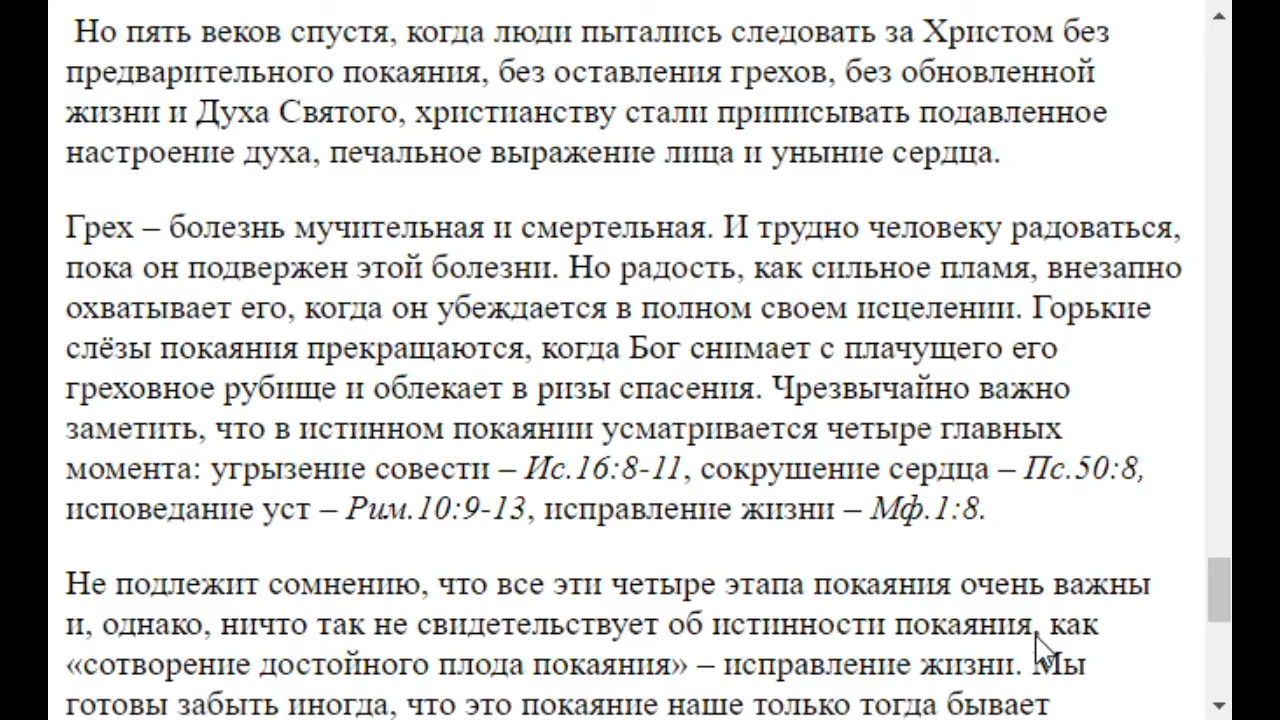 Но пять веков спустя, когда люди пытались следовать за Христом без
предварительного покаяния, без оставления грехов, без обновленной
жизни и Духа Святого, христианству стали приписывать подавленное
настроение духа, печальное выражение лица и уныние сердца.
Грех – болезнь мучительная и смертельная. И трудно человеку радоваться,
пока он подвержен этой болезни. Но радость, как сильное пламя, внезапно
охватывает его, когда он убеждается в полном своем исцелении. Горькие
слёзы покаяния прекращаются, когда Бог снимает с плачущего его
греховное рубище и облекает в ризы спасения. Чрезвычайно важно
заметить, что в истинном покаянии усматривается четыре главных
момента: угрызение совести – Ис.16:8-11, сокрушение сердца – Пс.50:8,
исповедание уст – Рим.10:9-13, исправление жизни – Мф.1:8.
Не подлежит сомнению, что все эти четыре этапа покаяния очень важны
и, однако, ничто так не свидетельствует об истинности покаяния, как
«сотворение достойного плода покаяния» – исправление жизни. Мы
готовы забыть иногда, что это покаяние наше только тогда бывает